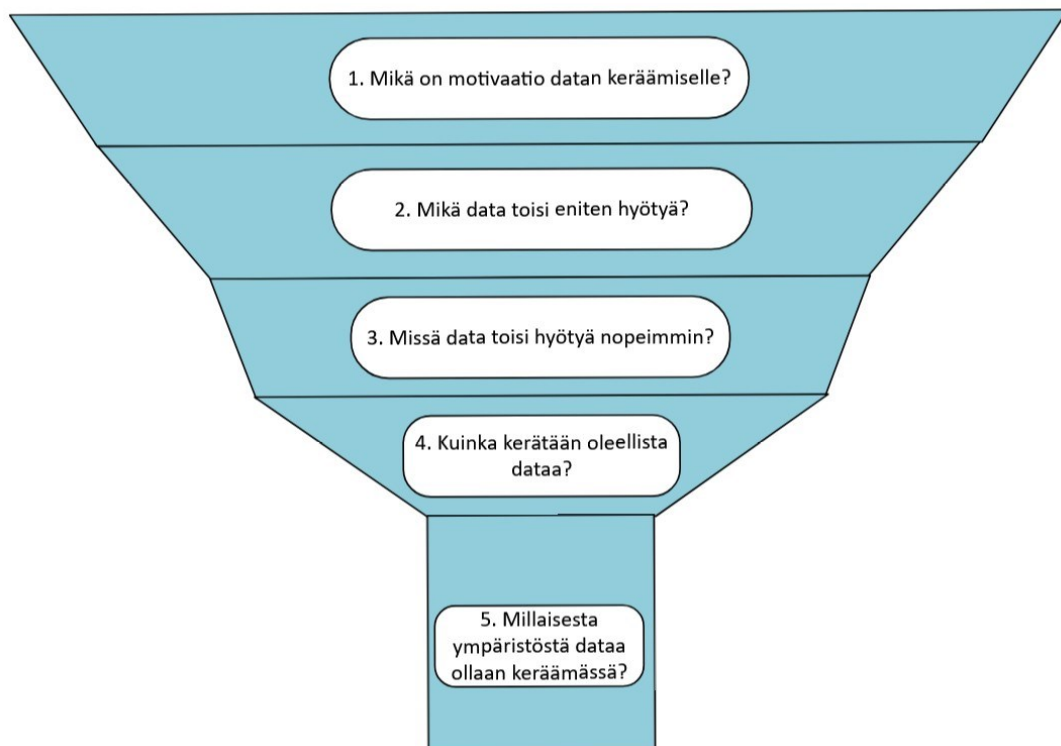 1. Mikä on motivaatio datan keräämiselle?
2. Mikä data toisi eniten hyötyä?
3. Missä data toisi hyötyä nopeimmin?
4. Kuinka kerätään oleellista
dataa?
5. Millaisesta
ympäristöstä dataa
ollaan keräämässä?